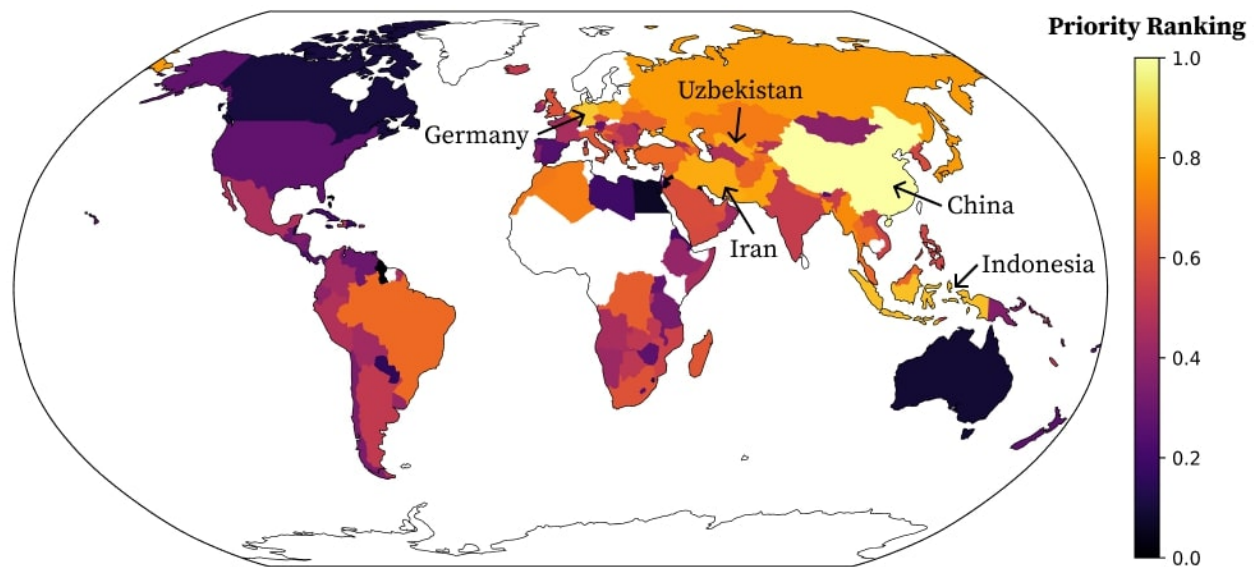 Priority Ranking
1.0
Uzbekistan
Germany
0.8
China
Iran
Indonesia
0.6
0.4
0.2
0.0